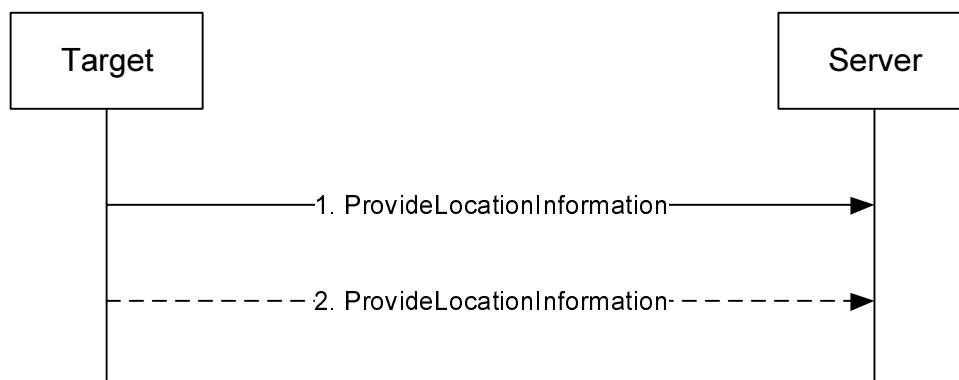 Target
Server
1. ProvideLocationInformation
2. ProvideLocationInformation